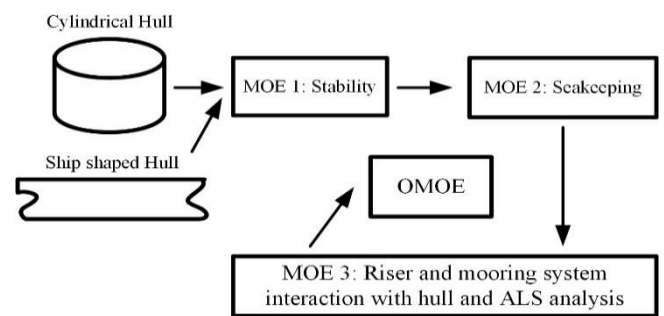 Cylindrical Hull
MOE 1: Stability
MOE 2: Seakeeping
Ship shaped Hull
OMOE
MOE 3: Riser and mooring system
interaction with hull and ALS analysis